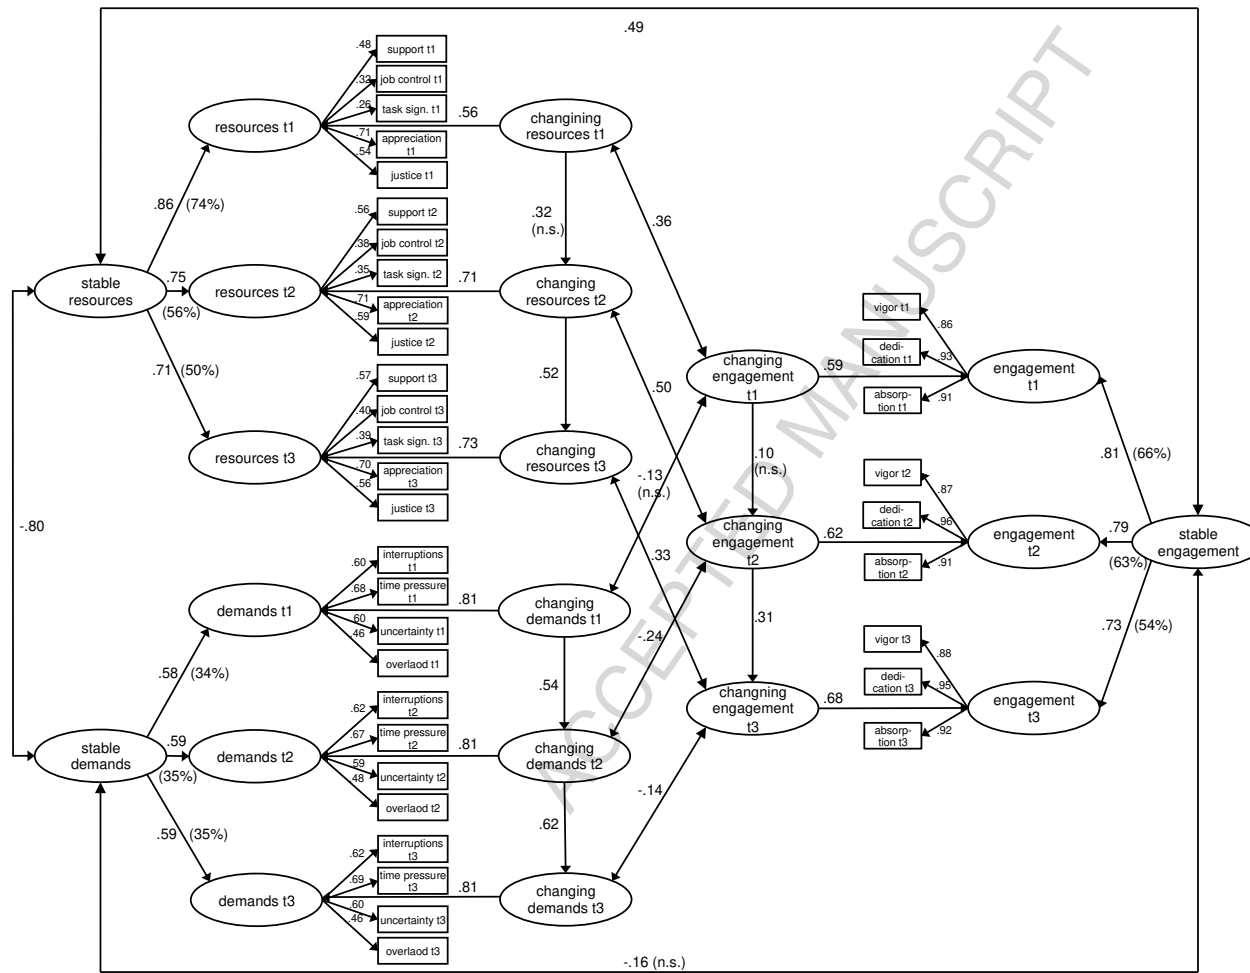 .49
.48
support t1
.32
job control t1
.26
task sign. t1
.71
appreciation
t1
.54
justice t1
resources t1
.56
changining
resources t1
.86
(74%)
.32
(n.s.)
.36
.56
support t2
.38
job control t2
.35
task sign. t2
.71
appreciation
t2
.59
justice t2
stable
resources
.75
(56%)
resources t2
.71
changing
resources t2
.71
(50%)
.52
.50
.57
support t3
.40
job control t3
.39
task sign. t3
.70
appreciation
t3
.56
justice t3
resources t3
.73
changing
resources t3
vigor t1
.86
dedi-
cation t1
.93
absorp-
tion t1
.91
changing
engagement
t1
.59
engagement
t1
.10
(n.s.)
-.13
(n.s.)
.81
(66%)
vigor t2
.87
dedi-
cation t2
.96
absorp-
tion t2
.91
changing
engagement
t2
.62
engagement
t2
.79
(63%)
stable
engagement
-.80
.33
.31
-.24
.73
(54%)
.60
interruptions
t1
.68
time pressure
t1
.60
uncertainty t1
.46
overlaod t1
demands t1
.81
changing
demands t1
.58
(34%)
.54
vigor t3
.88
dedi-
cation t3
.95
absorp-
tion t3
.92
changning
engagement
t3
.68
engagement
t3
.62
interruptions
t2
.67
time pressure
t2
.59
uncertainty t2
.48
overlaod t2
stable
demands
.59
(35%)
demands t2
.81
changing
demands t2
-.14
.59
(35%)
.62
.62
interruptions
t3
.69
time pressure
t3
.60
uncertainty t3
.46
overlaod t3
demands t3
.81
changing
demands t3
-.16 (n.s.)
ACCEPTED MANUSCRIPT